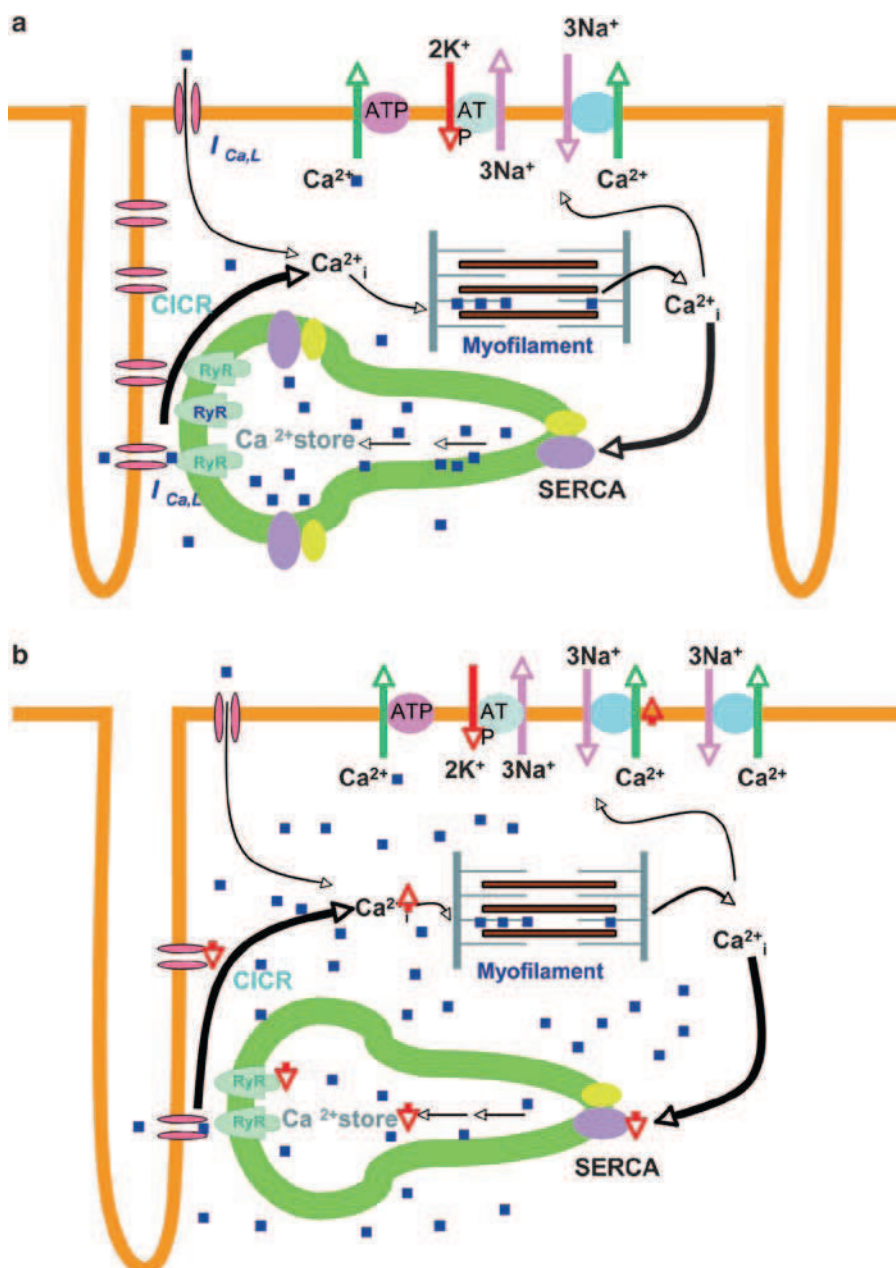 a
2K⁺
3Na⁺
ATP
AT
P
I Ca,L
Ca²⁺
3Na⁺
Ca²⁺
Ca²⁺i
CICR
Ca²⁺i
Myofilament
RyR
RyR
Ca ²⁺store
RyR
I Ca,L
SERCA
b
3Na⁺
3Na⁺
ATP
AT
P
Ca²⁺
2K⁺
3Na⁺
Ca²⁺
Ca²⁺
Ca²⁺i
Ca²⁺i
CICR
Myofilament
RyR
Ca ²⁺store
RyR
SERCA